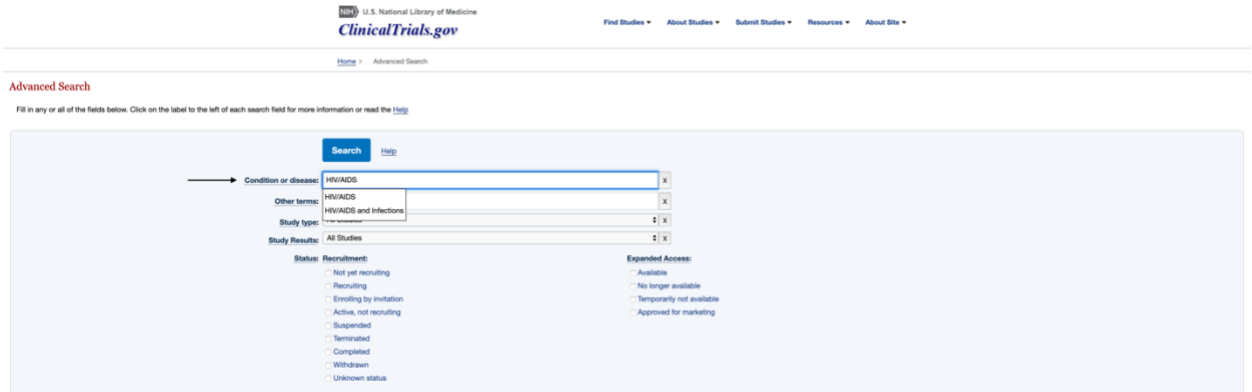 NIH U.S. National Library of Medicine
ClinicalTrials.gov
Find Studies About Studies Submit Studies Resources About Site
Home > Advanced Search
Advanced Search
Fill in any or all of the fields below. Click on the label to the left of each search field for more information or read the Help
Search Help
Condition or disease: HIV/AIDS x
HIV/AIDS
Other terms: x
HIV/AIDS and Infections
Study type: x
Study Results: All Studies x
Status: Recruitment: Expanded Access:
Not yet recruiting Available
Recruiting No longer available
Enrolling by invitation Temporarily not available
Active, not recruiting Approved for marketing
Suspended
Terminated
Completed
Withdrawn
Unknown status